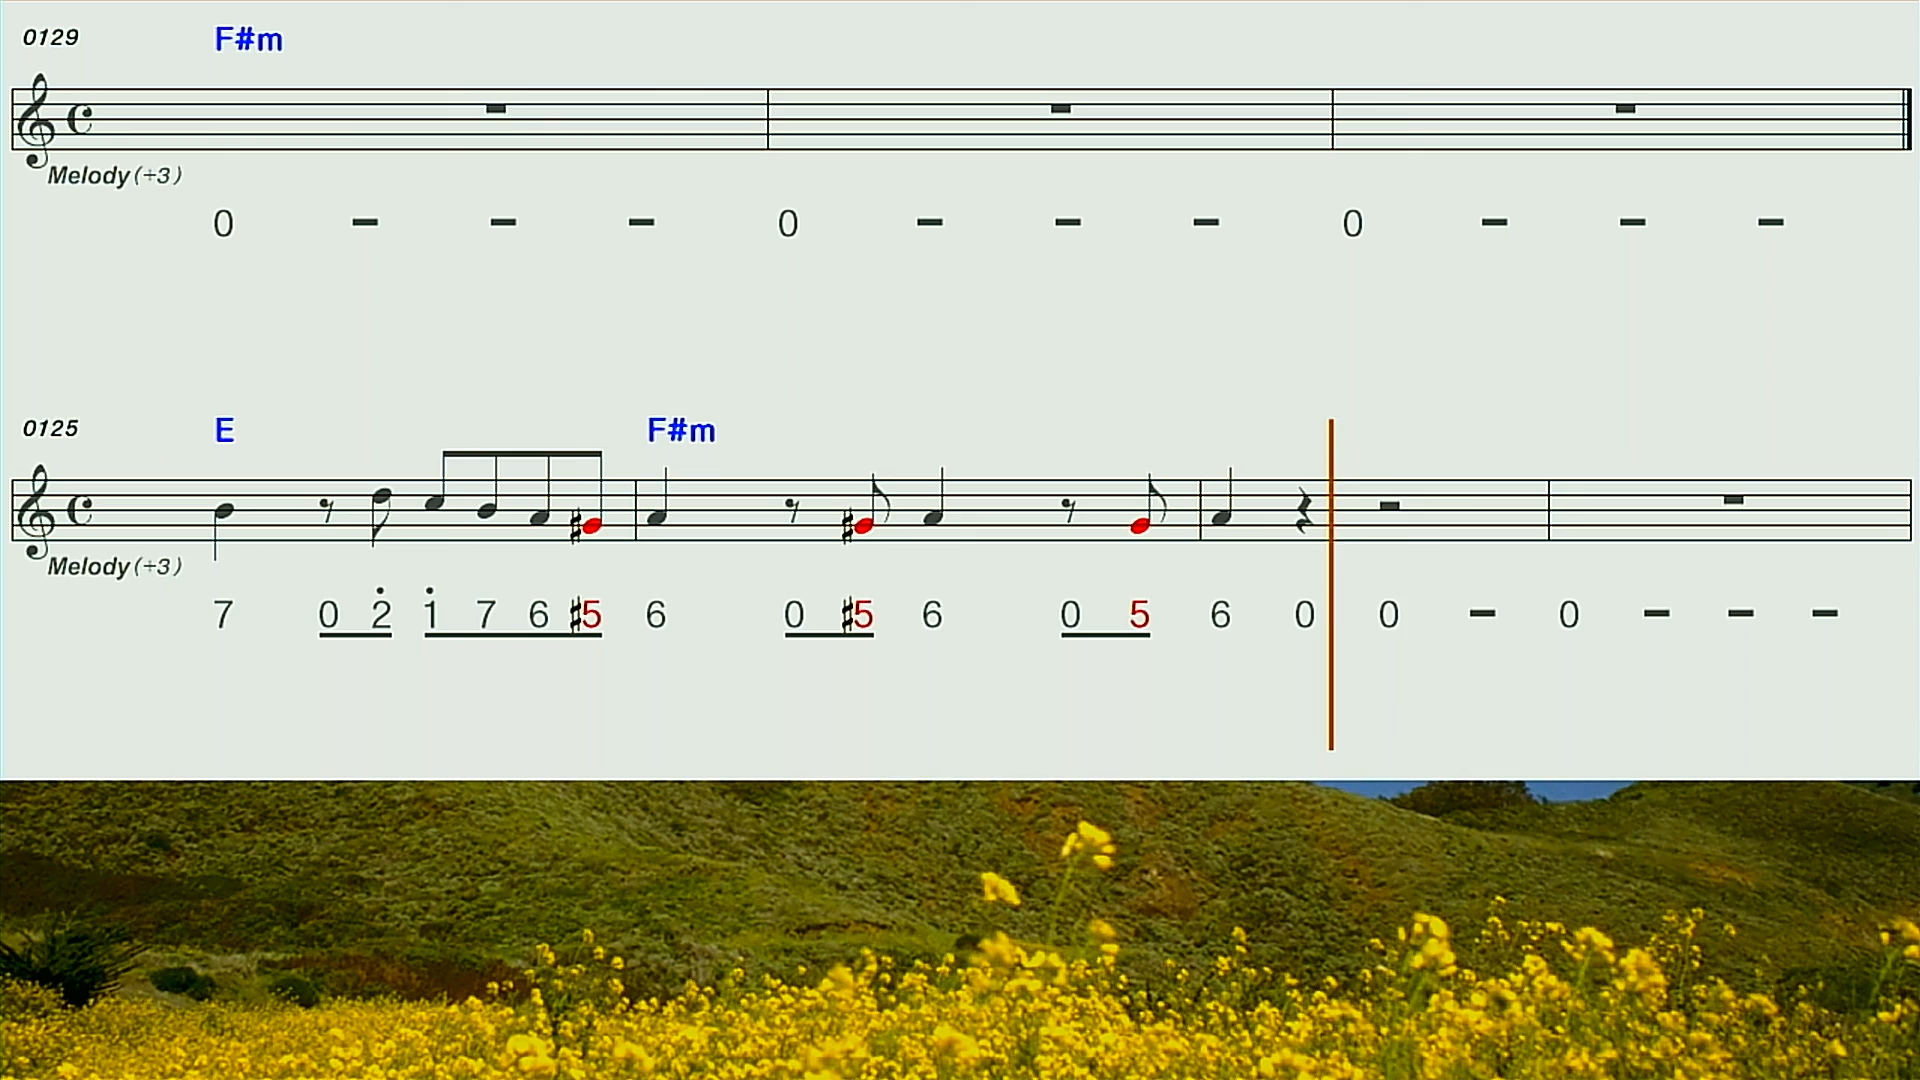 0129 F#m
Melody(+3)
0 - - - 0 - - - 0 - - -
0125 E F#m
Melody(+3)
7 0 2̇ 1̇ 7 6 ♯5 6 0 ♯5 6 0 5 6 0 0 - 0 - - -